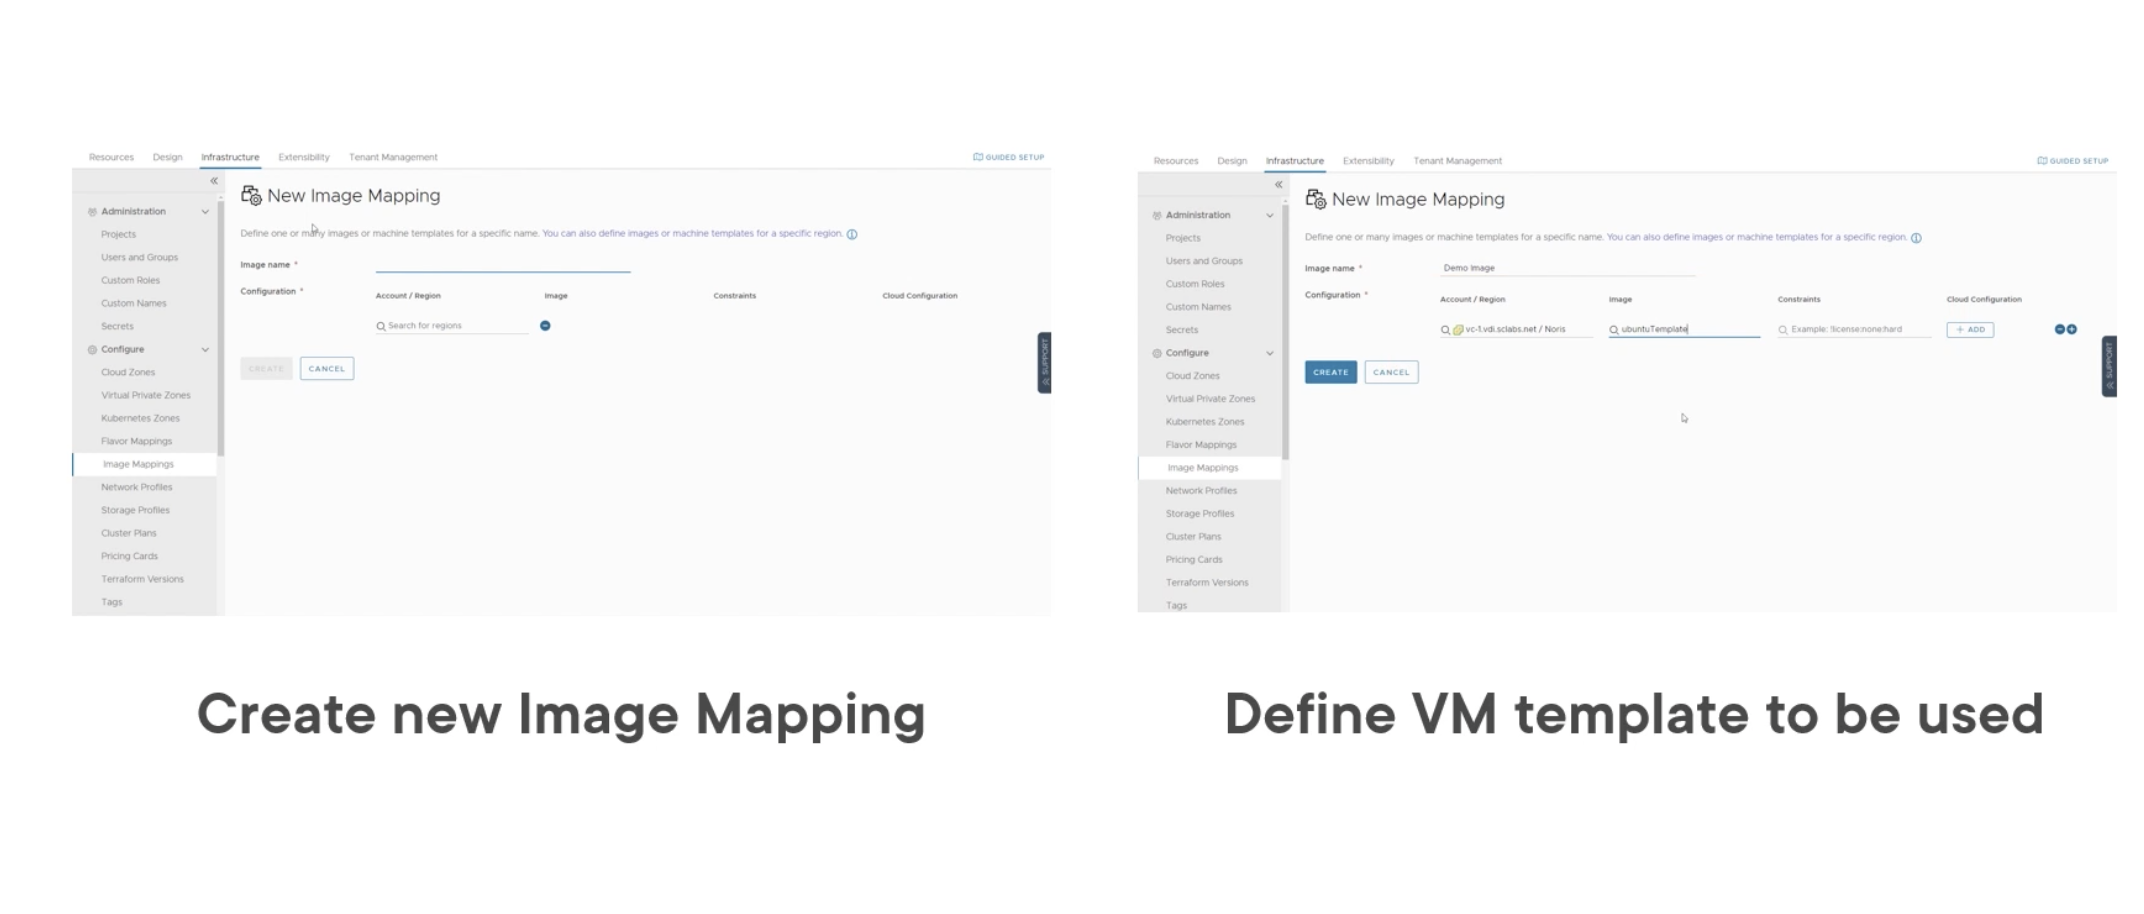 Resources Design Infrastructure Extensibility Tenant Management GUIDED SETUP
New Image Mapping
Administration
Define one or many images or machine templates for a specific name. You can also define images or machine templates for a specific region.
Projects
Users and Groups
Image name *
Custom Roles
Configuration *
Account / Region Image Constraints Cloud Configuration
Custom Names
Secrets
Search for regions
Configure
SUPPORT
CREATE CANCEL
Cloud Zones
Virtual Private Zones
Kubernetes Zones
Flavor Mappings
Image Mappings
Network Profiles
Storage Profiles
Cluster Plans
Pricing Cards
Terraform Versions
Tags
Create new Image Mapping
Resources Design Infrastructure Extensibility Tenant Management GUIDED SETUP
New Image Mapping
Administration
Define one or many images or machine templates for a specific name. You can also define images or machine templates for a specific region.
Projects
Users and Groups
Image name * Demo Image
Custom Roles
Configuration *
Account / Region Image Constraints Cloud Configuration
Custom Names
Secrets
vc-1.vdi.sclabs.net / Noris ubuntuTemplate Example: !license:none:hard + ADD
Configure
SUPPORT
CREATE CANCEL
Cloud Zones
Virtual Private Zones
Kubernetes Zones
Flavor Mappings
Image Mappings
Network Profiles
Storage Profiles
Cluster Plans
Pricing Cards
Terraform Versions
Tags
Define VM template to be used